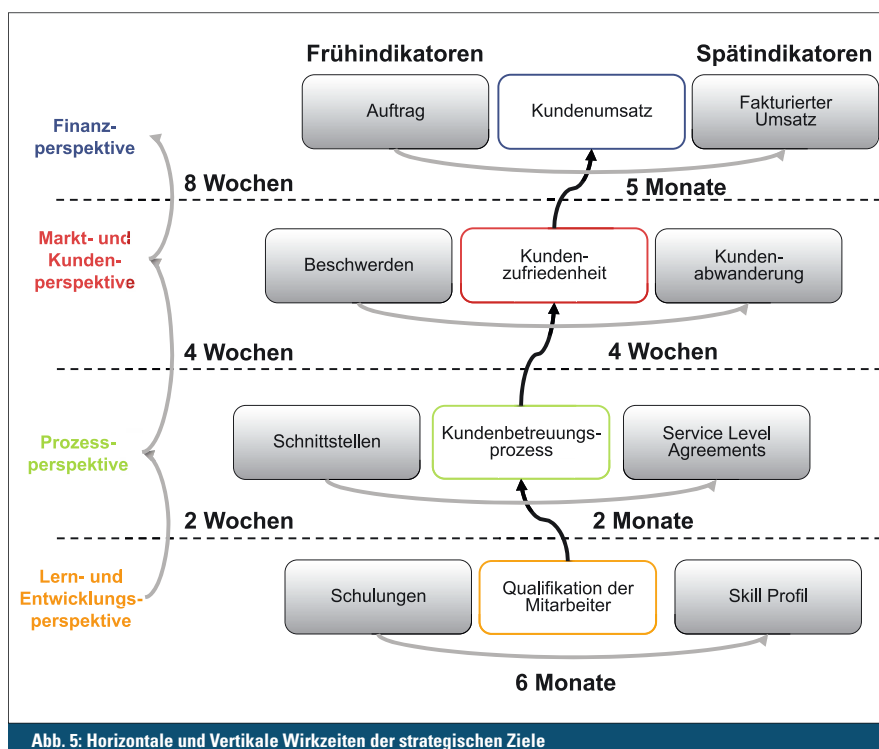 Frühindikatoren
Spätindikatoren
Finanz-
perspektive
Auftrag
Kundenumsatz
Fakturierter
Umsatz
8 Wochen
5 Monate
Markt- und
Kunden-
perspektive
Beschwerden
Kunden-
zufriedenheit
Kunden-
abwanderung
4 Wochen
4 Wochen
Prozess-
perspektive
Schnittstellen
Kundenbetreuungs-
prozess
Service Level
Agreements
2 Wochen
2 Monate
Lern- und
Entwicklungs-
perspektive
Schulungen
Qualifikation der
Mitarbeiter
Skill Profil
6 Monate
Abb. 5: Horizontale und Vertikale Wirkzeiten der strategischen Ziele